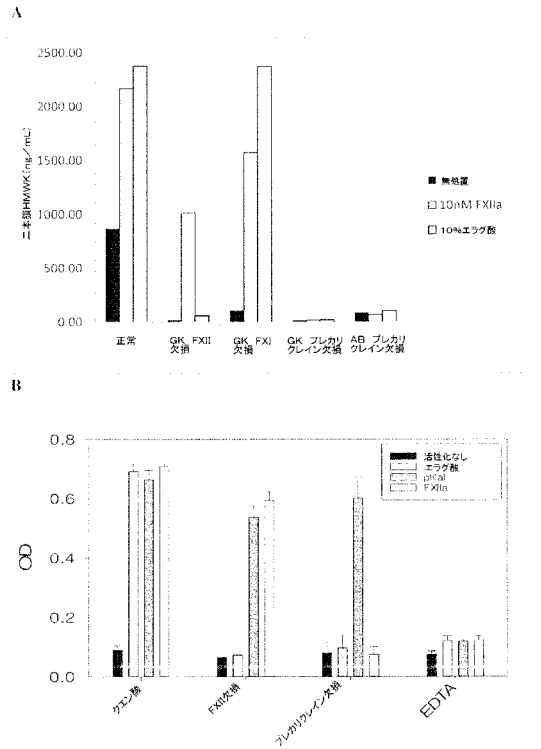 A
2500.00
2000.00
1500.00
1000.00
500.00
0.00
二本鎖HMWK(ng/mL)
無処置
10nM FXIIa
10%エラグ酸
正常
GK FXII
欠損
GK FXI
欠損
GK プレカリ
クレイン欠損
AB プレカリ
クレイン欠損
B
0.8
0.6
0.4
0.2
0.0
OD
活性化なし
エラグ酸
pKal
FXIIa
クエン酸
FXII欠損
プレカリクレイン欠損
EDTA